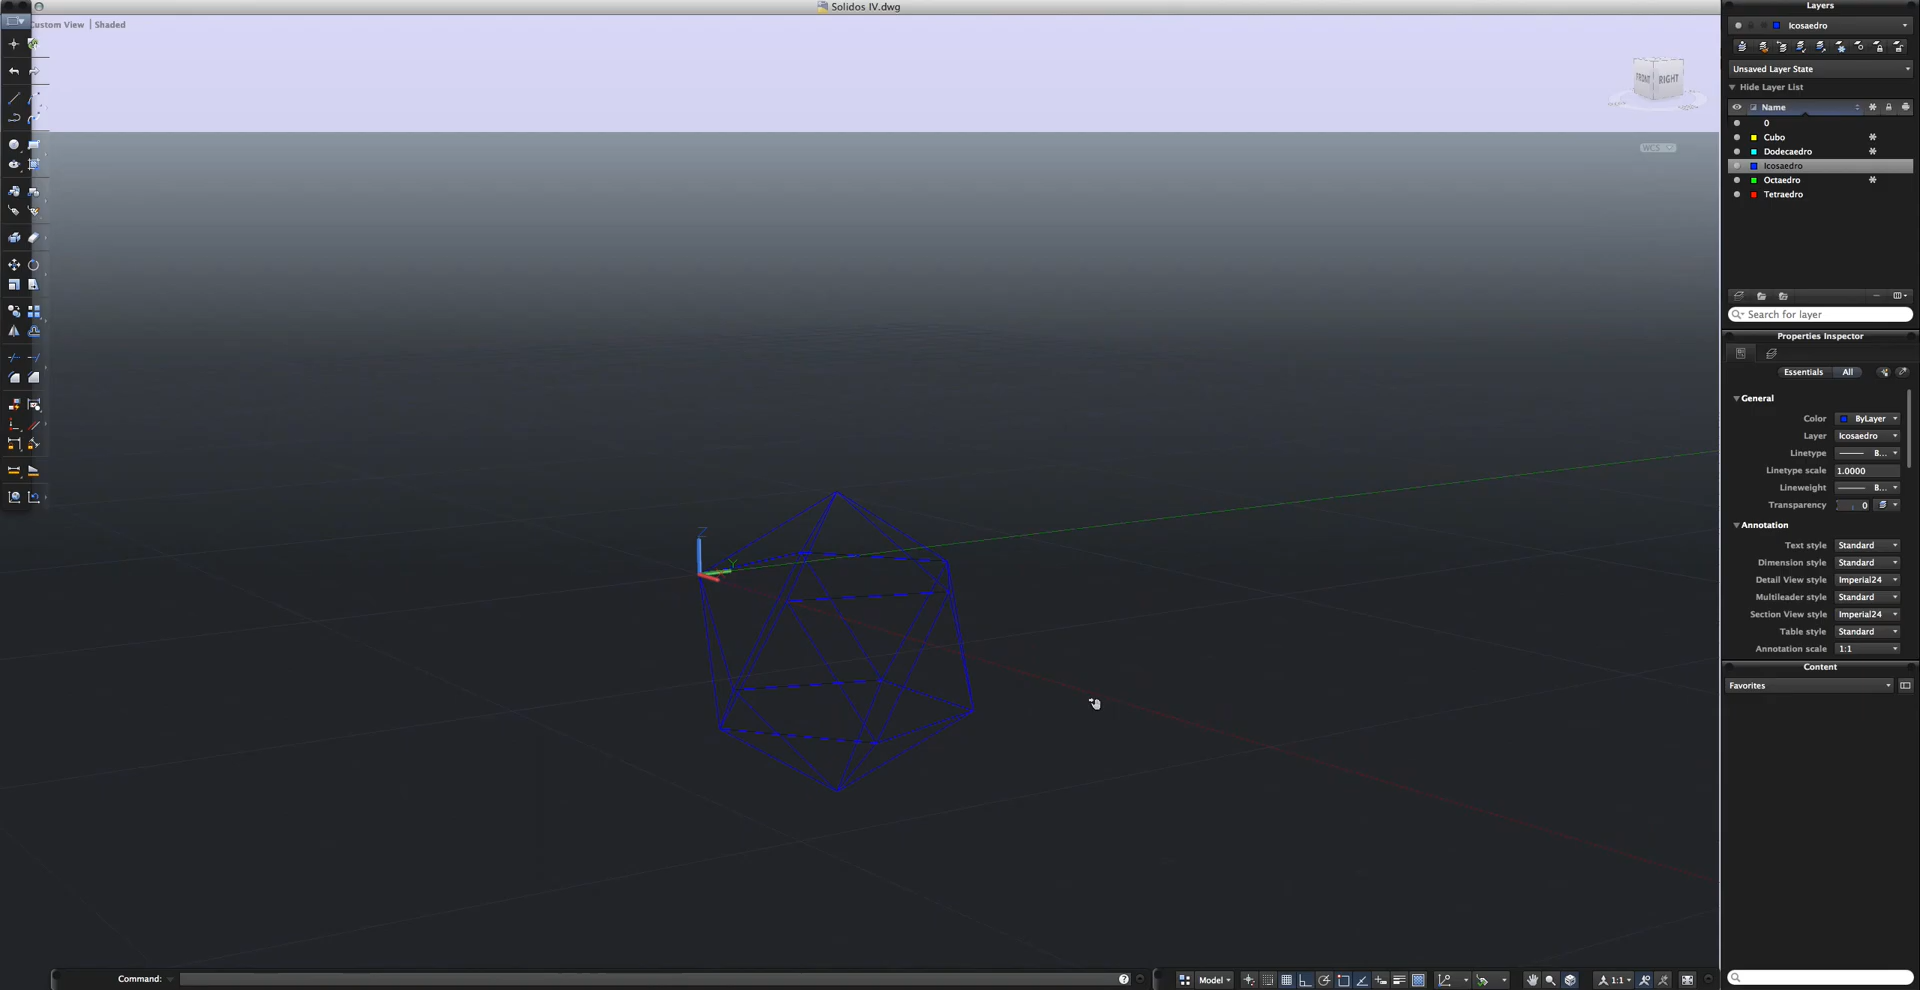 Solidos IV.dwg
Custom View | Shaded
FRONT RIGHT
WCS
Z
Y
Layers
Icosaedro
Unsaved Layer State
Hide Layer List
Name
0
Cubo
Dodecaedro
Icosaedro
Octaedro
Tetraedro
Search for layer
Properties Inspector
Essentials All
General
Color ByLayer
Layer Icosaedro
Linetype B...
Linetype scale 1.0000
Lineweight B...
Transparency 0
Annotation
Text style Standard
Dimension style Standard
Detail View style Imperial24
Multileader style Standard
Section View style Imperial24
Table style Standard
Annotation scale 1:1
Content
Favorites
Command:
Model
1:1